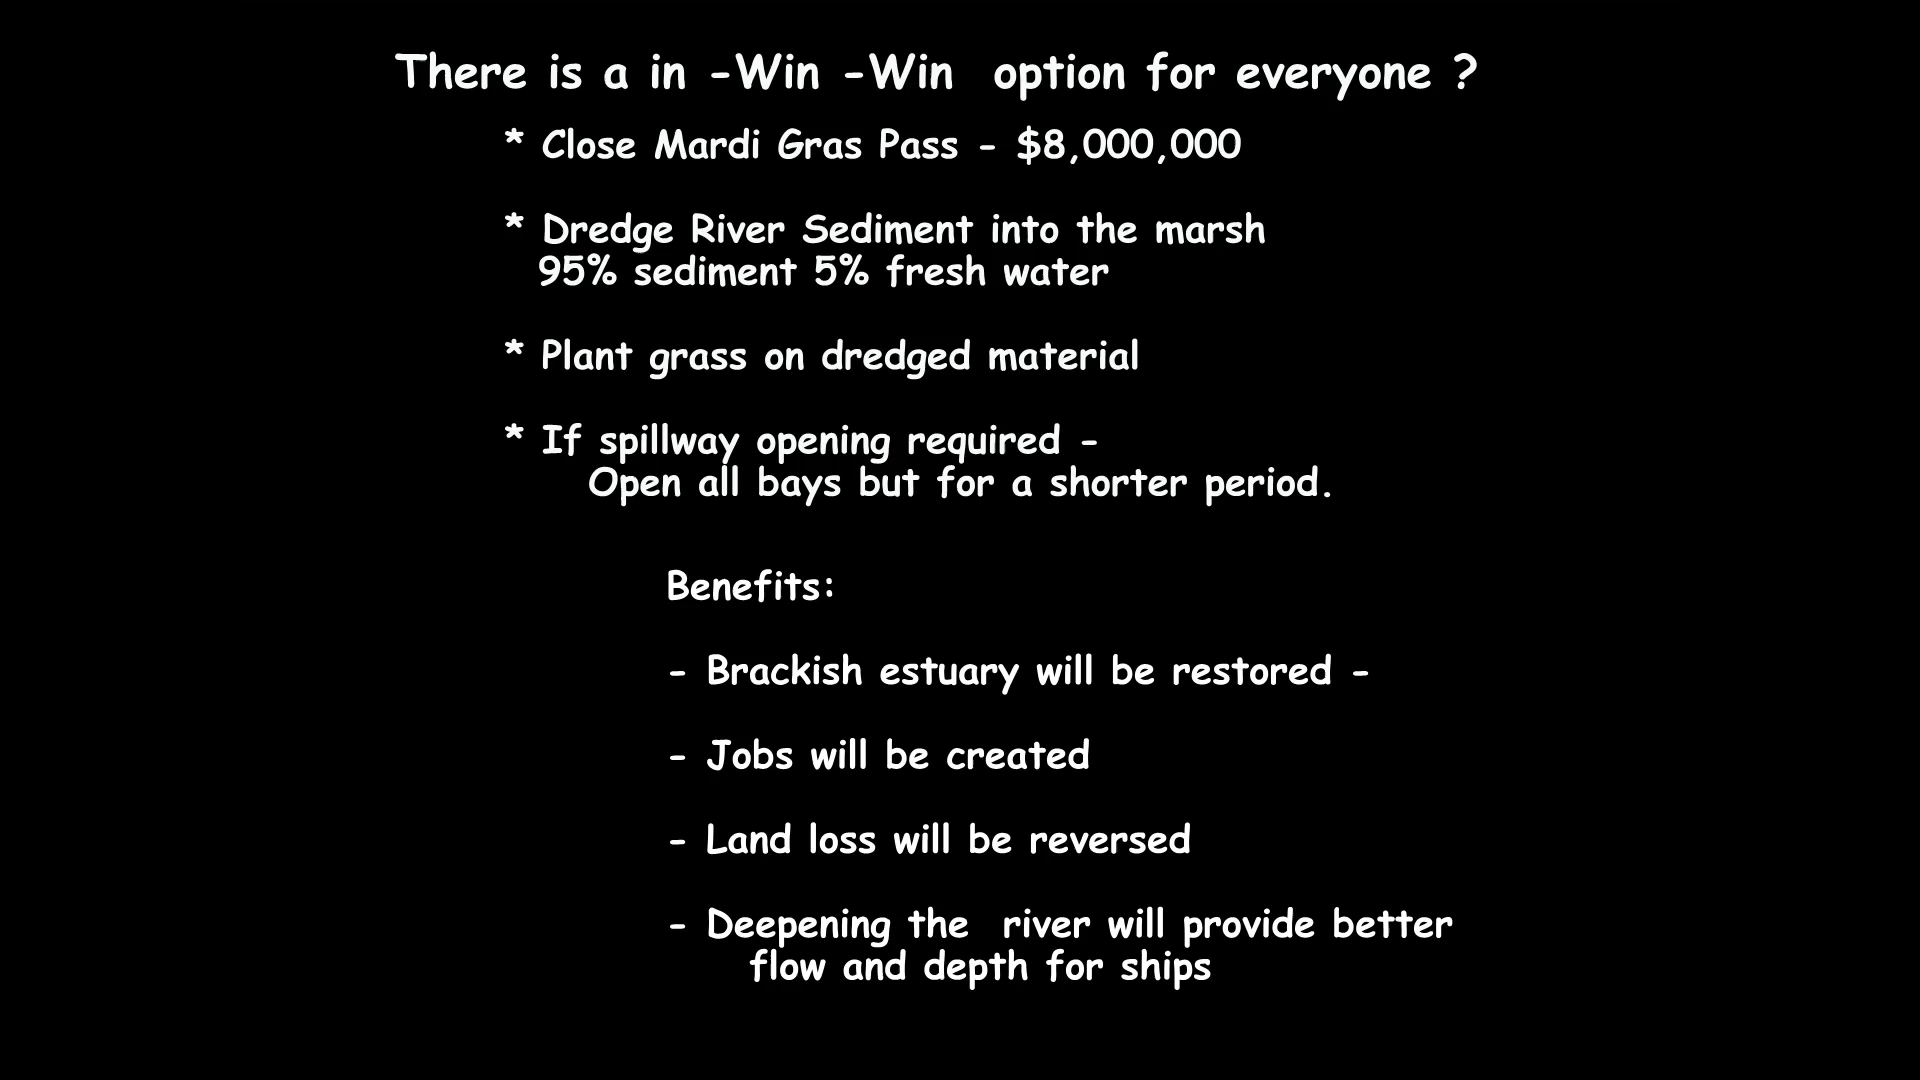 There is a in -Win -Win option for everyone ?
* Close Mardi Gras Pass - $8,000,000
* Dredge River Sediment into the marsh
95% sediment 5% fresh water
* Plant grass on dredged material
* If spillway opening required -
Open all bays but for a shorter period.
Benefits:
- Brackish estuary will be restored -
- Jobs will be created
- Land loss will be reversed
- Deepening the river will provide better
flow and depth for ships